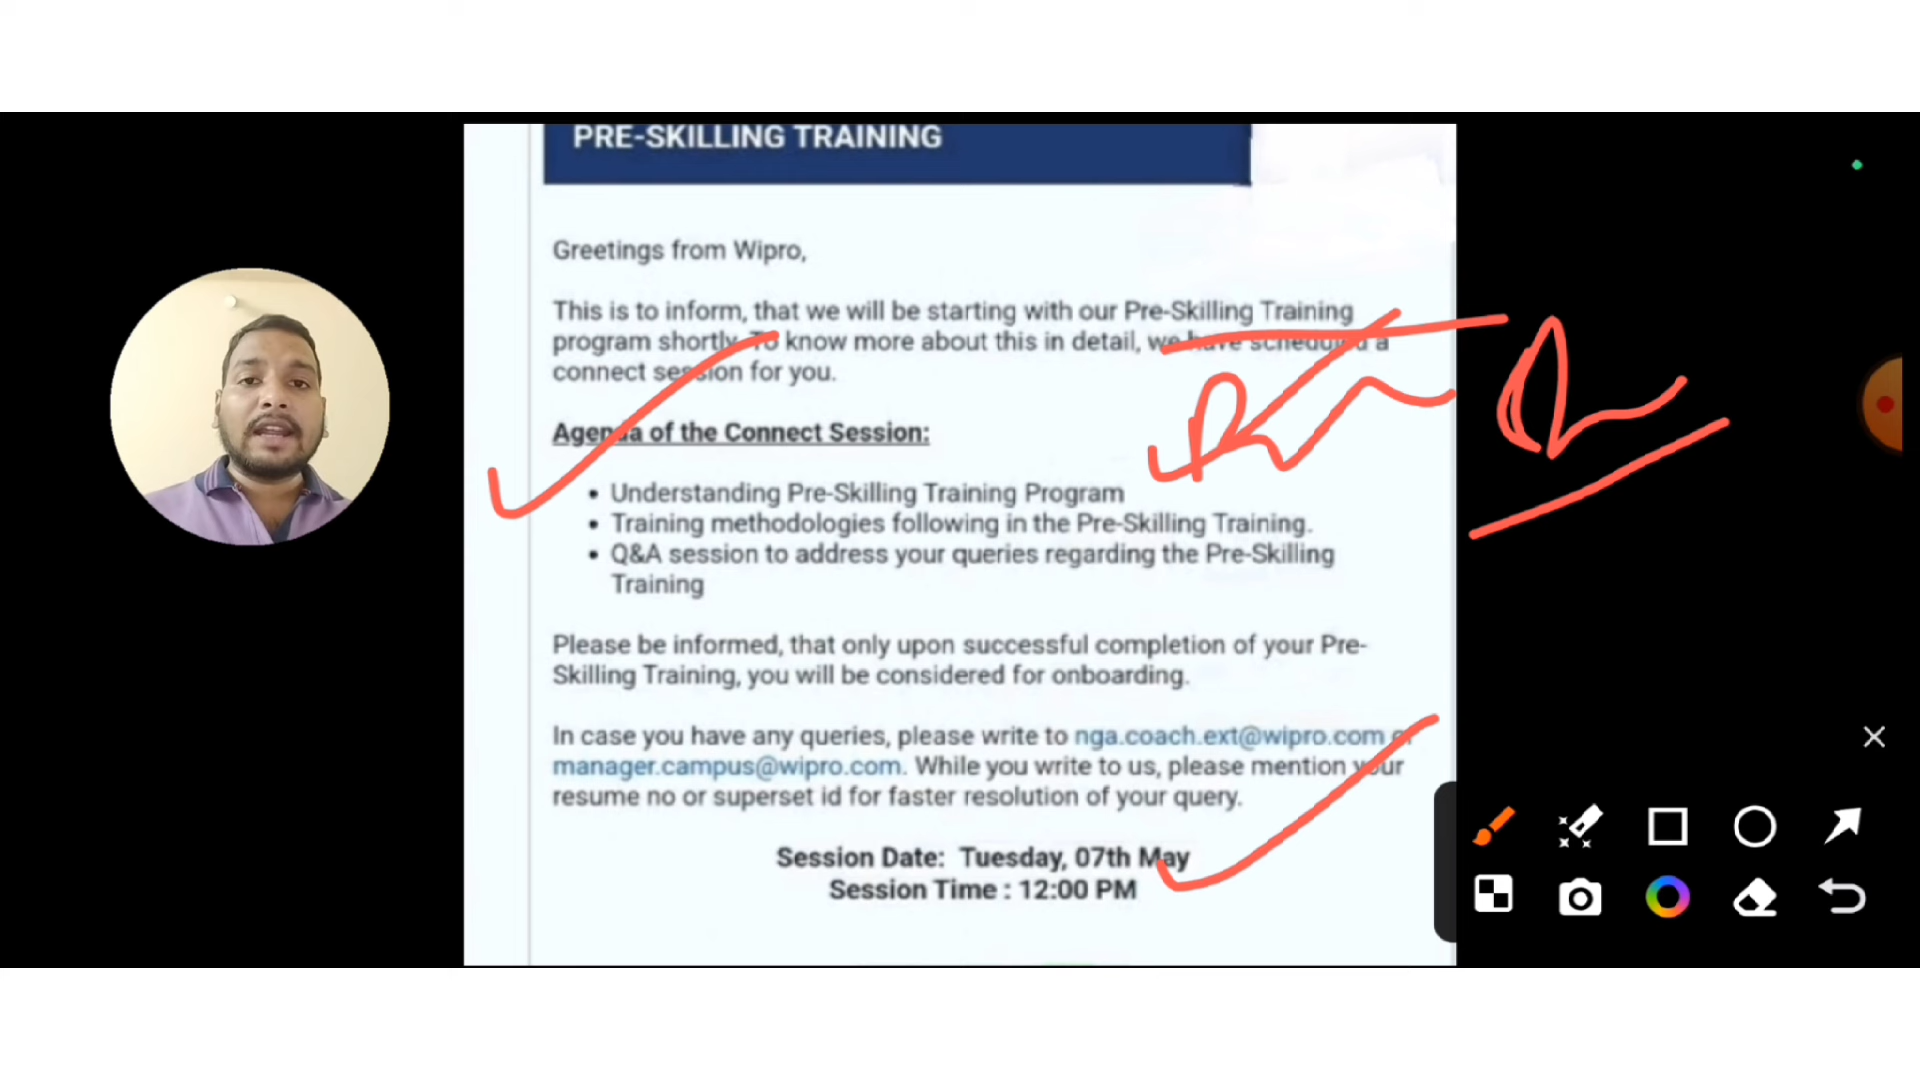 PRE-SKILLING TRAINING
Greetings from Wipro,
This is to inform, that we will be starting with our Pre-Skilling Training
program shortly. To know more about this in detail, we have scheduled a
connect session for you.
Agenda of the Connect Session:
• Understanding Pre-Skilling Training Program
• Training methodologies following in the Pre-Skilling Training.
• Q&A session to address your queries regarding the Pre-Skilling
Training
Please be informed, that only upon successful completion of your Pre-
Skilling Training, you will be considered for onboarding.
In case you have any queries, please write to nga.coach.ext@wipro.com or
manager.campus@wipro.com. While you write to us, please mention your
resume no or superset id for faster resolution of your query.
Session Date: Tuesday, 07th May
Session Time : 12:00 PM